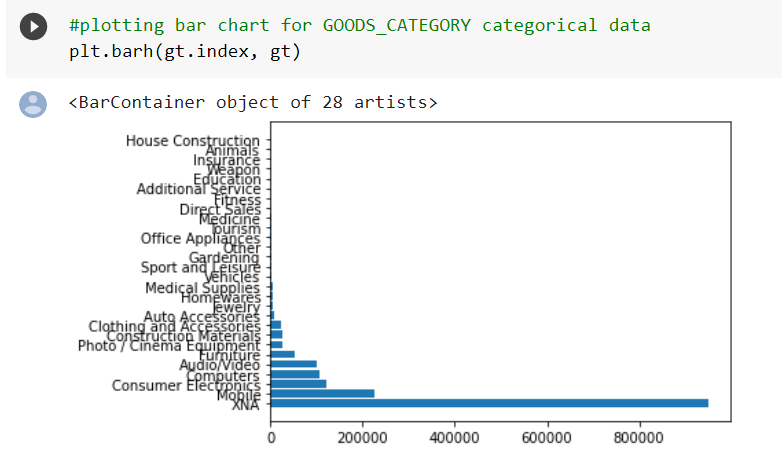 #plotting bar chart for GOODS_CATEGORY categorical data
plt.barh(gt.index, gt)
<BarContainer object of 28 artists>
House Construction
Animals
Insurance
Weapon
Education
Additional Service
Fitness
Direct Sales
Medicine
Tourism
Office Appliances
Other
Gardening
Sport and Leisure
Vehicles
Medical Supplies
Homewares
Jewelry
Auto Accessories
Clothing and Accessories
Construction Materials
Photo / Cinema Equipment
Furniture
Audio/Video
Computers
Consumer Electronics
Mobile
XNA
0 200000 400000 600000 800000